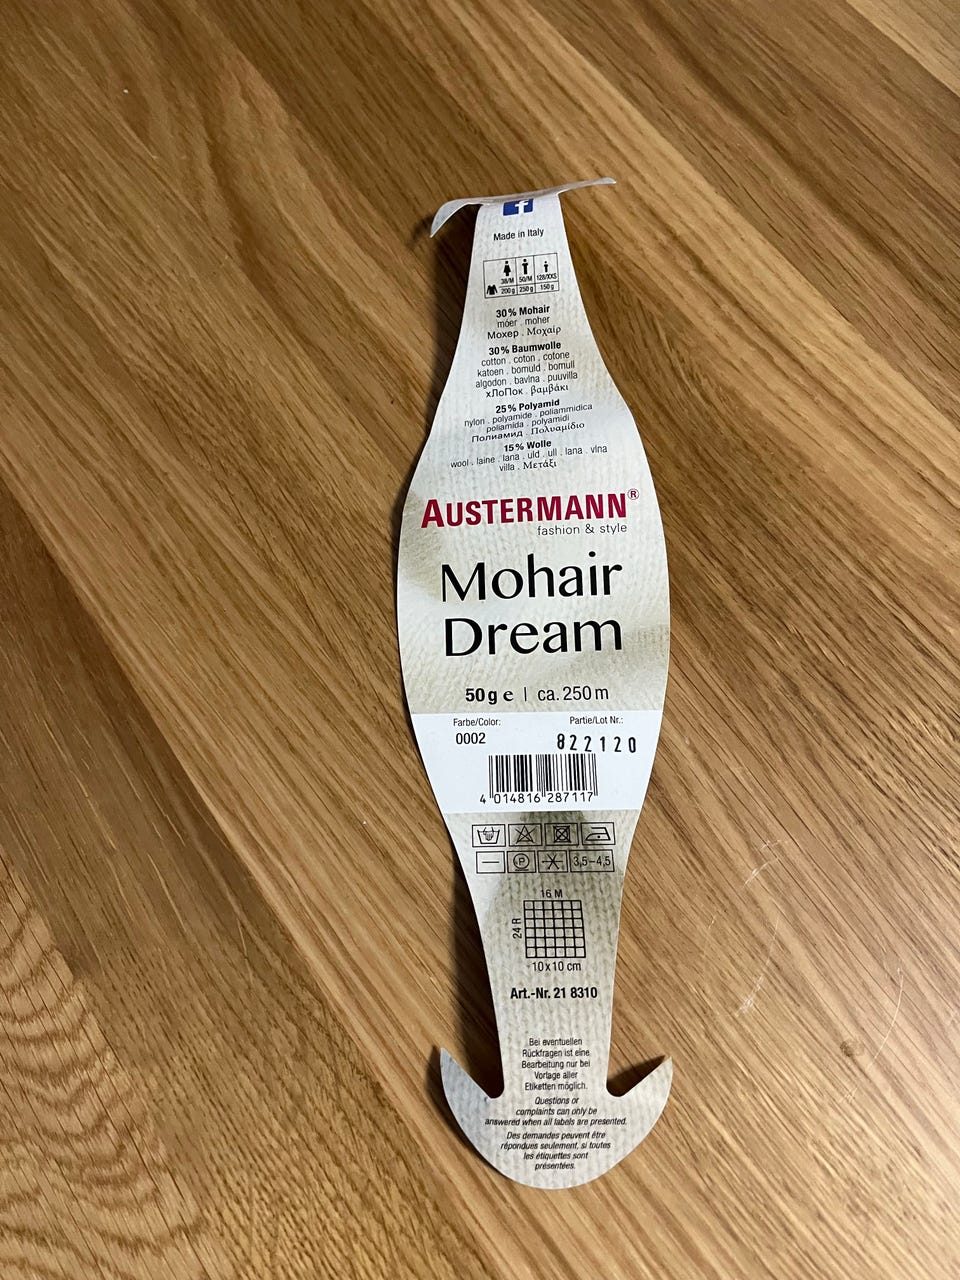 f
Made in Italy
38/M 50/M 128/XXS
200g 250g 150g
30% Mohair
moer . moher
Мохер . Μοχαίρ
30% Baumwolle
cotton . coton . cotone
katoen . bomuld . bomull
algodon . bavlna . puuvilla
хЛоПок . βαμβάκι
25% Polyamid
nylon . polyamide . poliammidica
poliamida . polyamidi
Полиамид . Πολυαμίδιο
15% Wolle
wool . laine . lana . uld . ull . lana . vlna
villa . Μετάξι
AUSTERMANN®
fashion & style
Mohair
Dream
50 g e | ca. 250 m
Farbe/Color: Partie/Lot Nr.:
0002 822120
4 014816 287117
P 3,5–4,5
16 M
24 R
10x10 cm
Art.-Nr. 21 8310
Bei eventuellen
Rückfragen ist eine
Bearbeitung nur bei
Vorlage aller
Etiketten möglich.
Questions or
complaints can only be
answered when all labels are presented.
Des demandes peuvent être
répondues seulement, si toutes
les étiquettes sont
présentées.